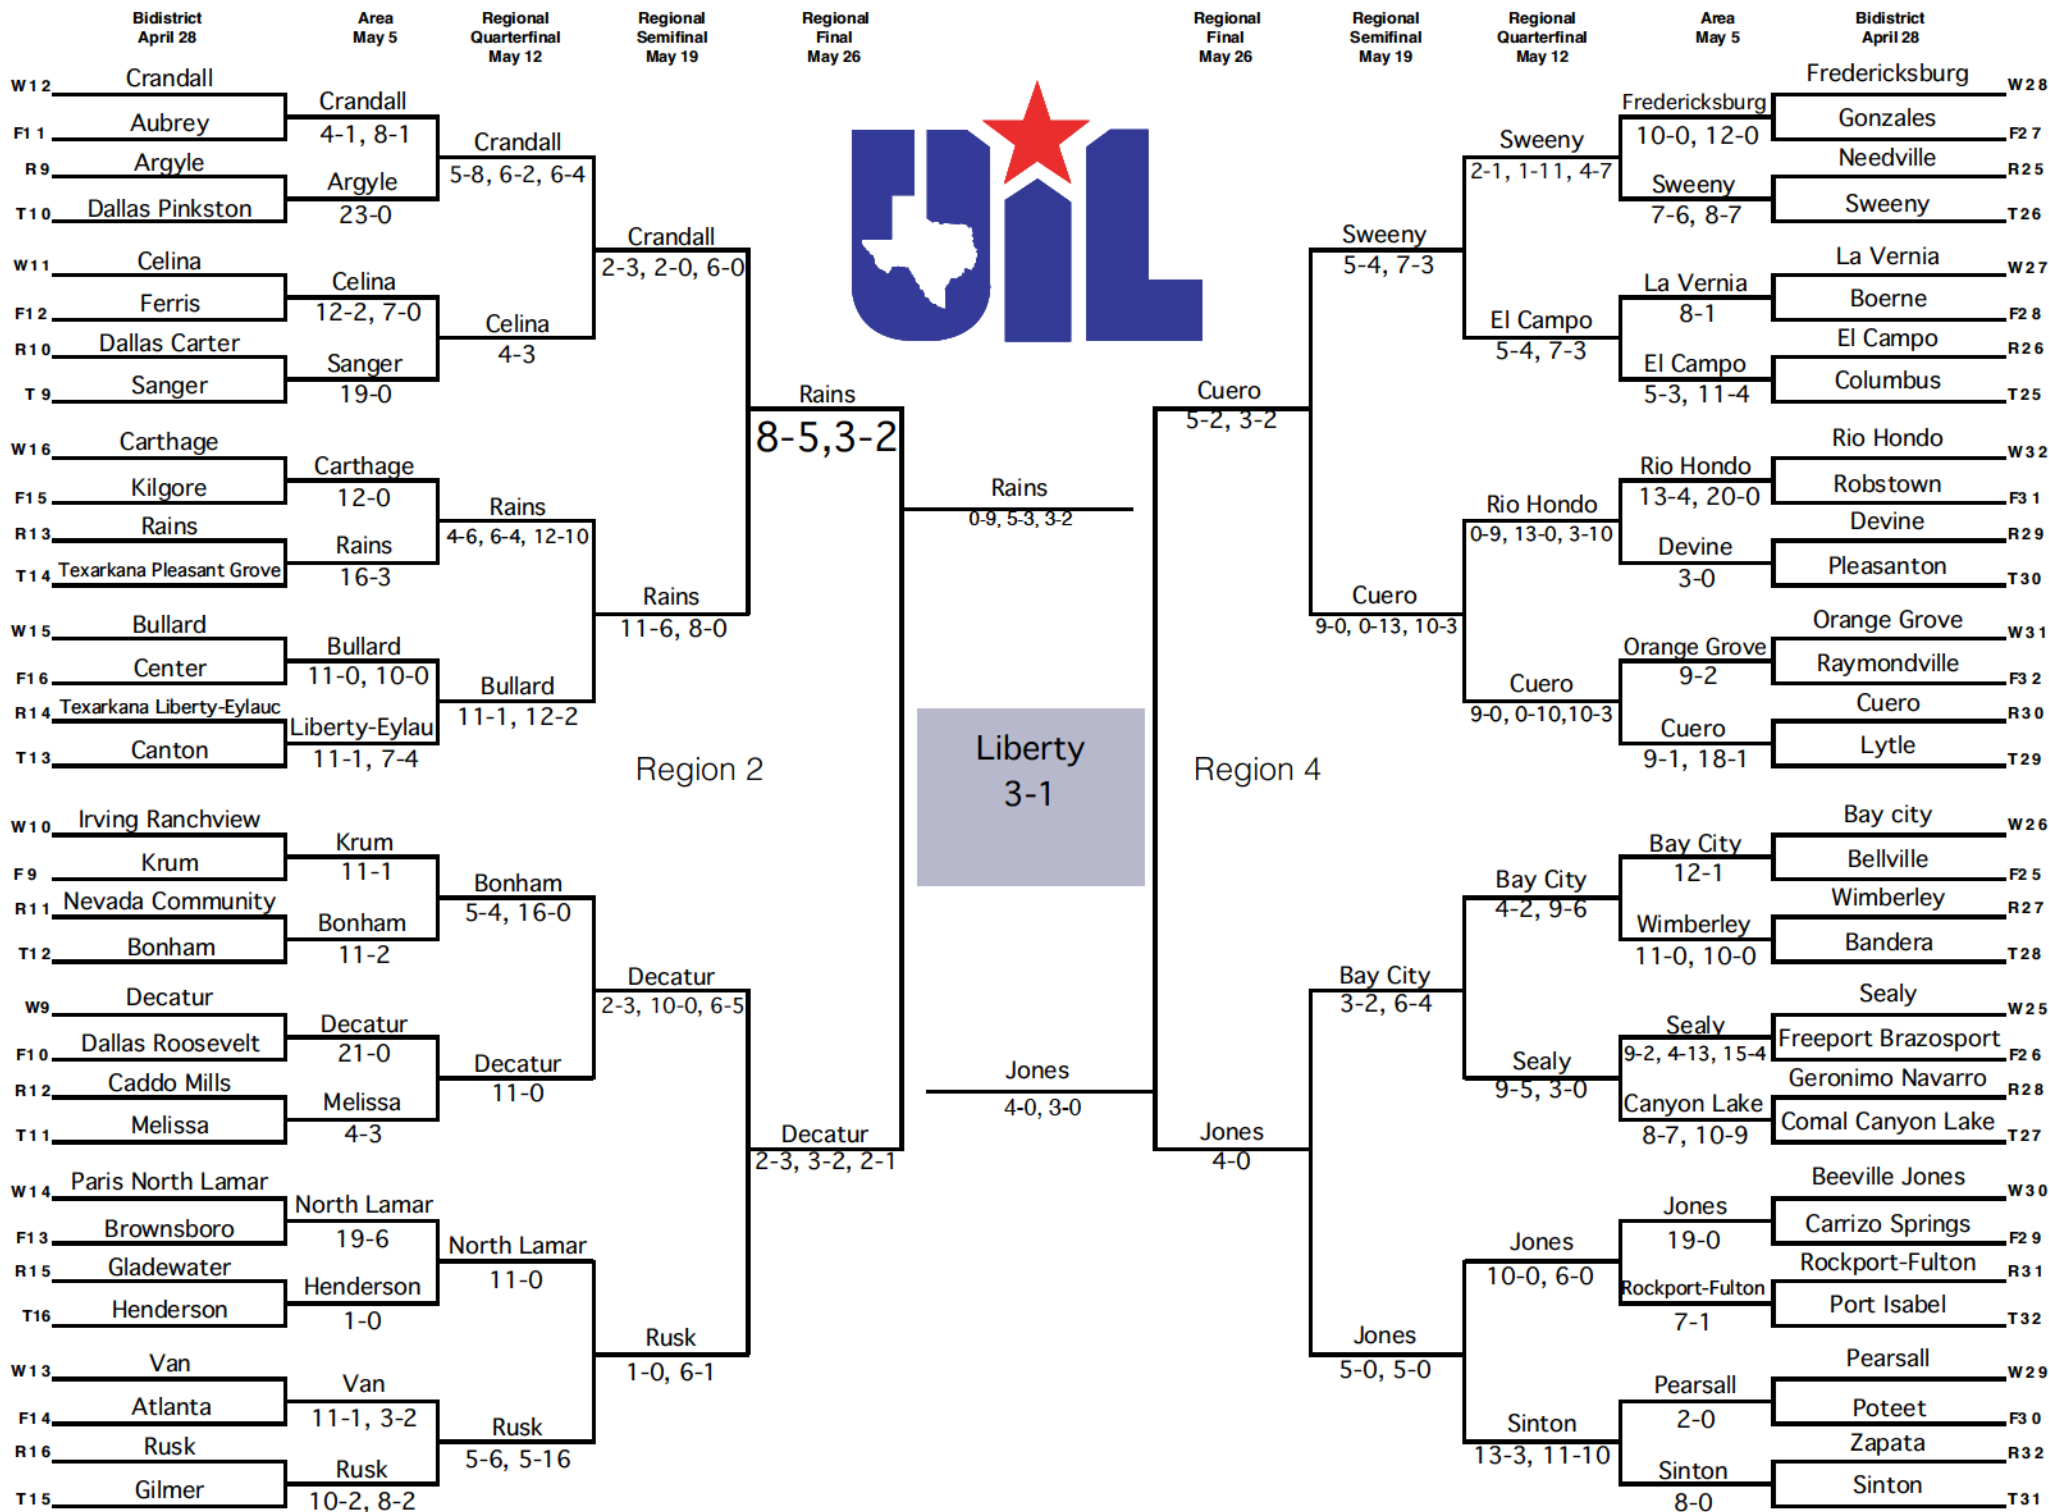 Bidistrict
April 28
Area
May 5
Regional
Quarterfinal
May 12
Regional
Semifinal
May 19
Regional
Final
May 26
Regional
Final
May 26
Regional
Semifinal
May 19
Regional
Quarterfinal
May 12
Area
May 5
Bidistrict
April 28
W12 Crandall
F11 Aubrey
R9 Argyle
T10 Dallas Pinkston
W11 Celina
F12 Ferris
R10 Dallas Carter
T9 Sanger
W16 Carthage
F15 Kilgore
R13 Rains
T14 Texarkana Pleasant Grove
W15 Bullard
F16 Center
R14 Texarkana Liberty-Eylauc
T13 Canton
W10 Irving Ranchview
F9 Krum
R11 Nevada Community
T12 Bonham
W9 Decatur
F10 Dallas Roosevelt
R12 Caddo Mills
T11 Melissa
W14 Paris North Lamar
F13 Brownsboro
R15 Gladewater
T16 Henderson
W13 Van
F14 Atlanta
R16 Rusk
T15 Gilmer
Crandall
4-1, 8-1
Argyle
23-0
Celina
12-2, 7-0
Sanger
19-0
Carthage
12-0
Rains
16-3
Bullard
11-0, 10-0
Liberty-Eylau
11-1, 7-4
Krum
11-1
Bonham
11-2
Decatur
21-0
Melissa
4-3
North Lamar
19-6
Henderson
1-0
Van
11-1, 3-2
Rusk
10-2, 8-2
Crandall
5-8, 6-2, 6-4
Celina
4-3
Rains
4-6, 6-4, 12-10
Bullard
11-1, 12-2
Bonham
5-4, 16-0
Decatur
11-0
North Lamar
11-0
Rusk
5-6, 5-16
Crandall
2-3, 2-0, 6-0
Rains
11-6, 8-0
Decatur
2-3, 10-0, 6-5
Rusk
1-0, 6-1
Rains
8-5,3-2
Decatur
2-3, 3-2, 2-1
Region 2
UIL
Rains
0-9, 5-3, 3-2
Liberty
3-1
Jones
4-0, 3-0
Region 4
Cuero
5-2, 3-2
Jones
4-0
Sweeny
5-4, 7-3
Cuero
9-0, 0-13, 10-3
Bay City
3-2, 6-4
Jones
5-0, 5-0
Sweeny
2-1, 1-11, 4-7
El Campo
5-4, 7-3
Rio Hondo
0-9, 13-0, 3-10
Cuero
9-0, 0-10,10-3
Bay City
4-2, 9-6
Sealy
9-5, 3-0
Jones
10-0, 6-0
Sinton
13-3, 11-10
Fredericksburg
10-0, 12-0
Sweeny
7-6, 8-7
La Vernia
8-1
El Campo
5-3, 11-4
Rio Hondo
13-4, 20-0
Devine
3-0
Orange Grove
9-2
Cuero
9-1, 18-1
Bay City
12-1
Wimberley
11-0, 10-0
Sealy
9-2, 4-13, 15-4
Canyon Lake
8-7, 10-9
Jones
19-0
Rockport-Fulton
7-1
Pearsall
2-0
Sinton
8-0
Fredericksburg W28
Gonzales F27
Needville R25
Sweeny T26
La Vernia W27
Boerne F28
El Campo R26
Columbus T25
Rio Hondo W32
Robstown F31
Devine R29
Pleasanton T30
Orange Grove W31
Raymondville F32
Cuero R30
Lytle T29
Bay city W26
Bellville F25
Wimberley R27
Bandera T28
Sealy W25
Freeport Brazosport F26
Geronimo Navarro R28
Comal Canyon Lake T27
Beeville Jones W30
Carrizo Springs F29
Rockport-Fulton R31
Port Isabel T32
Pearsall W29
Poteet F30
Zapata R32
Sinton T31